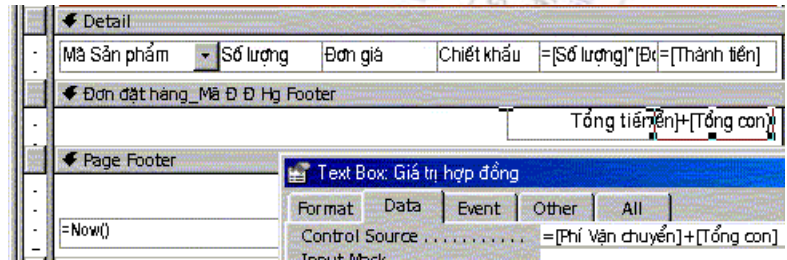 Detail
Mã Sản phẩm Số lượng Đơn giá Chiết khấu =[Số lượng]*[Đơ =[Thành tiền]
Đơn đặt hàng_Mã Đ Đ Hg Footer
Tổng tiền ền]+[Tổng con]
Page Footer
Text Box: Giá trị hợp đồng
Format Data Event Other All
=Now()
Control Source . . . . . . . . . . . =[Phí Vận chuyển]+[Tổng con]